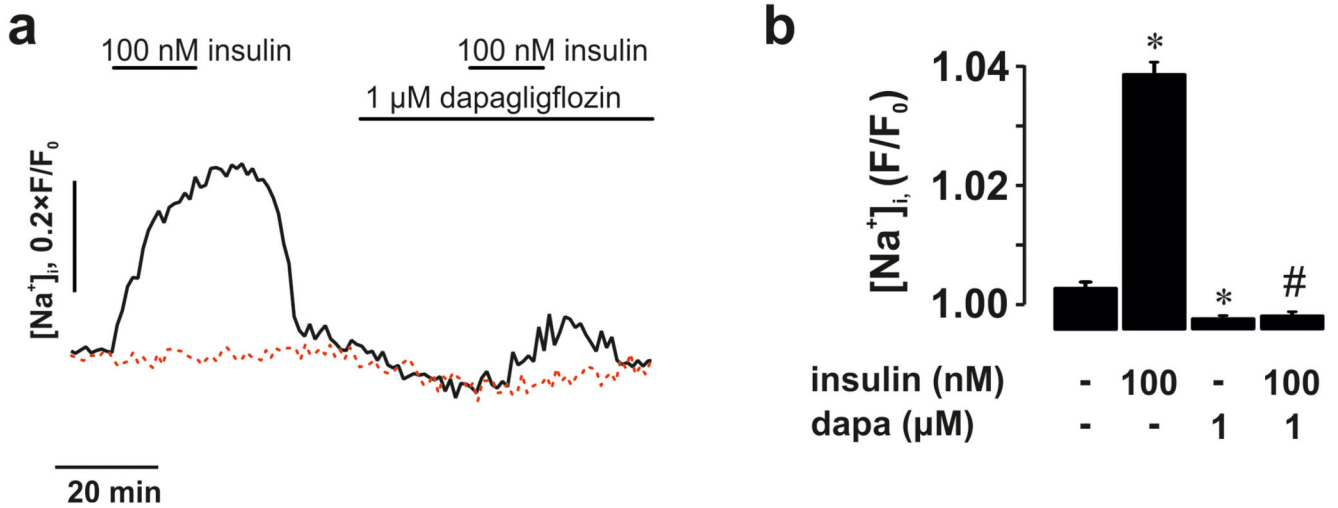 a
100 nM insulin
100 nM insulin
1 µM dapagligflozin
[Na⁺]ᵢ, 0.2×F/F₀
20 min
b
*
1.04
1.02
1.00
[Na⁺]ᵢ, (F/F₀)
*
#
insulin (nM) - 100 - 100
dapa (µM) - - 1 1